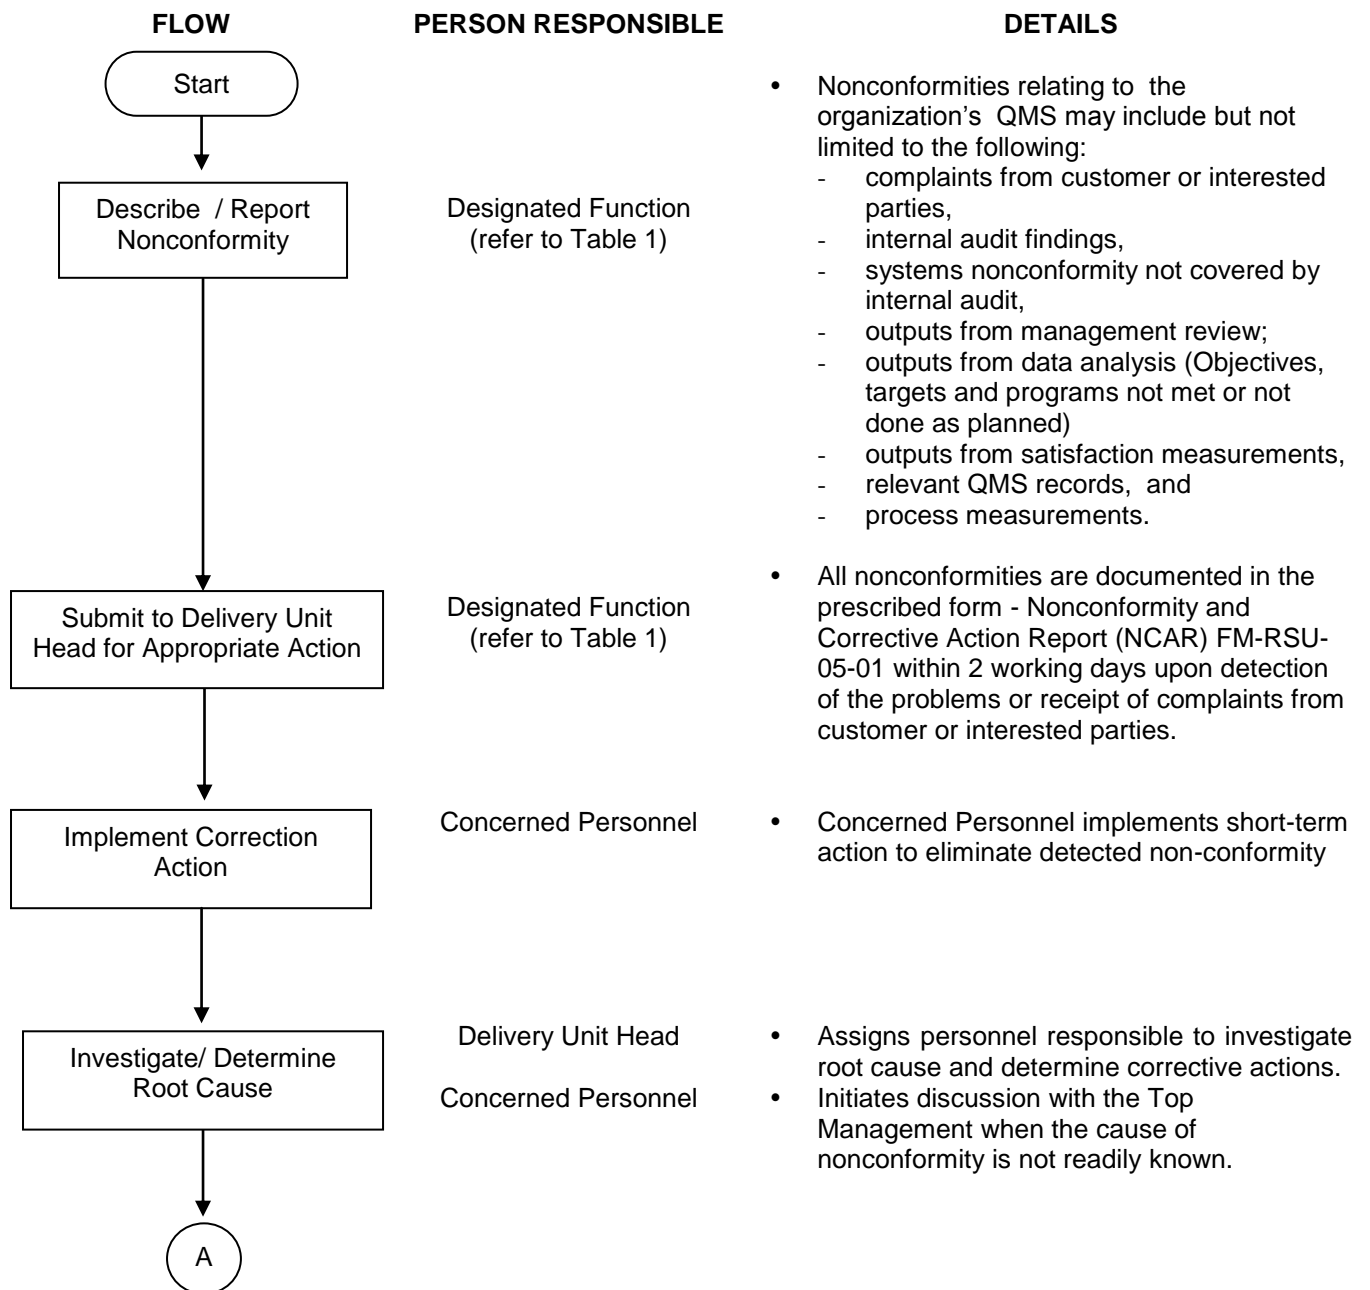 FLOW PERSON RESPONSIBLE DETAILS
Start
• Nonconformities relating to the
organization’s QMS may include but not
limited to the following:
- complaints from customer or interested
parties,
- internal audit findings,
- systems nonconformity not covered by
internal audit,
- outputs from management review;
- outputs from data analysis (Objectives,
targets and programs not met or not
done as planned)
- outputs from satisfaction measurements,
- relevant QMS records, and
- process measurements.
Describe / Report
Nonconformity
Designated Function
(refer to Table 1)
Submit to Delivery Unit
Head for Appropriate Action
Designated Function
(refer to Table 1)
• All nonconformities are documented in the
prescribed form - Nonconformity and
Corrective Action Report (NCAR) FM-RSU-
05-01 within 2 working days upon detection
of the problems or receipt of complaints from
customer or interested parties.
Implement Correction
Action
Concerned Personnel
• Concerned Personnel implements short-term
action to eliminate detected non-conformity
Investigate/ Determine
Root Cause
Delivery Unit Head
• Assigns personnel responsible to investigate
root cause and determine corrective actions.
Concerned Personnel
• Initiates discussion with the Top
Management when the cause of
nonconformity is not readily known.
A